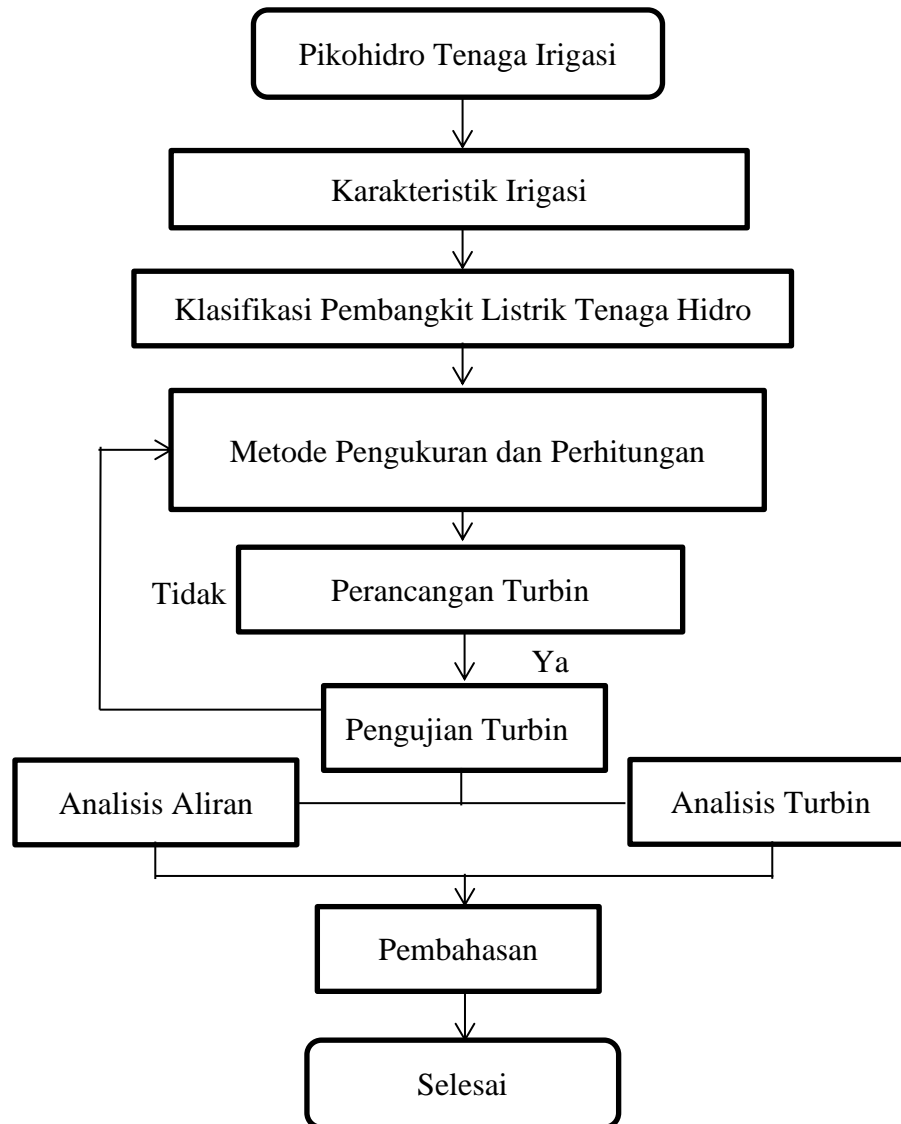 Pikohidro Tenaga Irigasi
Karakteristik Irigasi
Klasifikasi Pembangkit Listrik Tenaga Hidro
Metode Pengukuran dan Perhitungan
Tidak
Perancangan Turbin
Ya
Pengujian Turbin
Analisis Aliran
Analisis Turbin
Pembahasan
Selesai